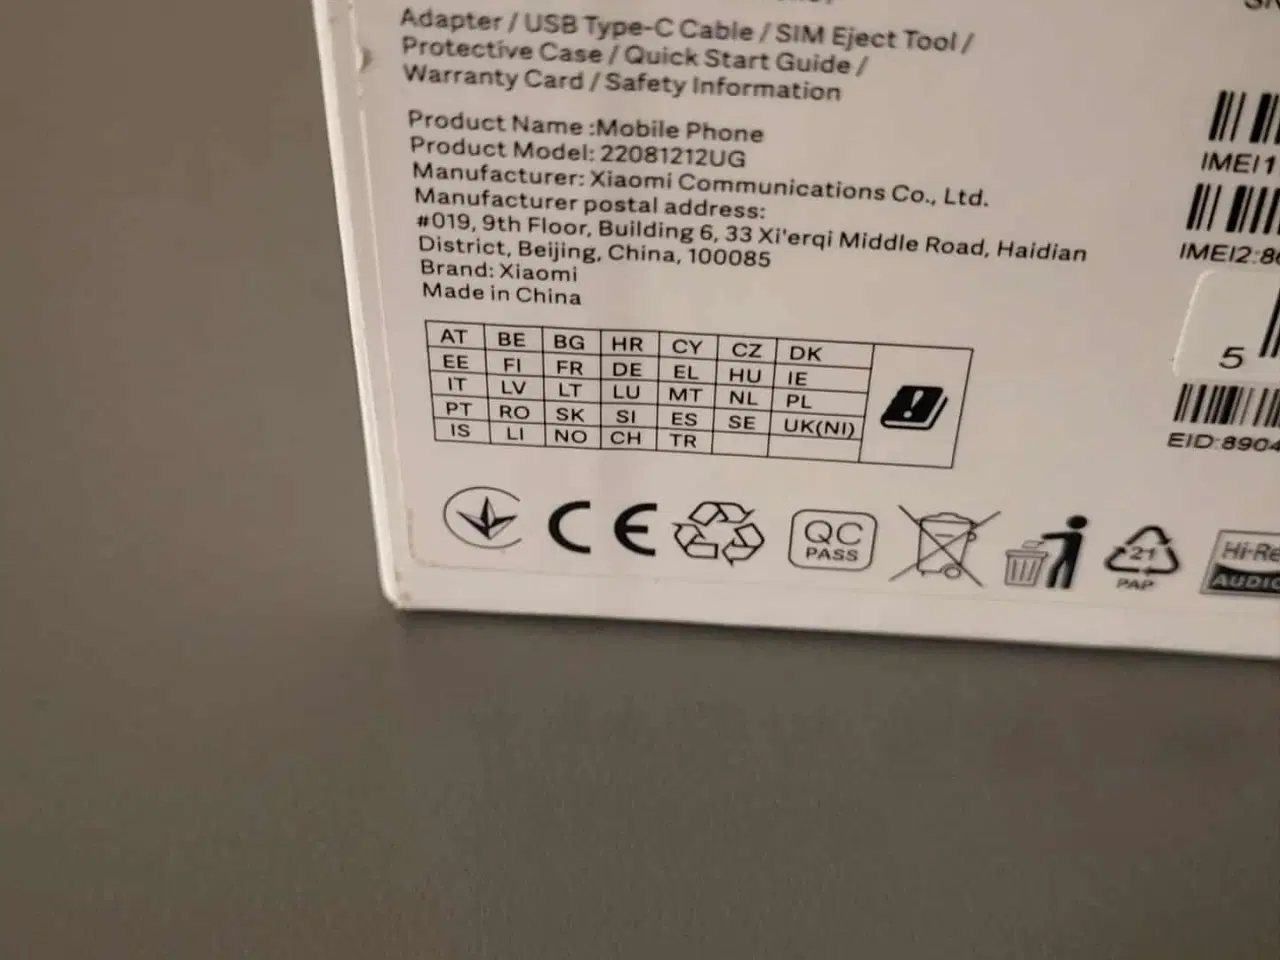 Adapter / USB Type-C Cable / SIM Eject Tool /
Protective Case / Quick Start Guide /
Warranty Card / Safety Information
Product Name :Mobile Phone
Product Model: 22081212UG
Manufacturer: Xiaomi Communications Co., Ltd.
Manufacturer postal address:
#019, 9th Floor, Building 6, 33 Xi'erqi Middle Road, Haidian
District, Beijing, China, 100085
Brand: Xiaomi
Made in China
AT BE BG HR CY CZ DK
EE FI FR DE EL HU IE
IT LV LT LU MT NL PL
PT RO SK SI ES SE UK(NI)
IS LI NO CH TR
!
CE
QC
PASS
21
PAP
Hi-Re
AUDIO
IMEI1
IMEI2:86
5
EID:8904